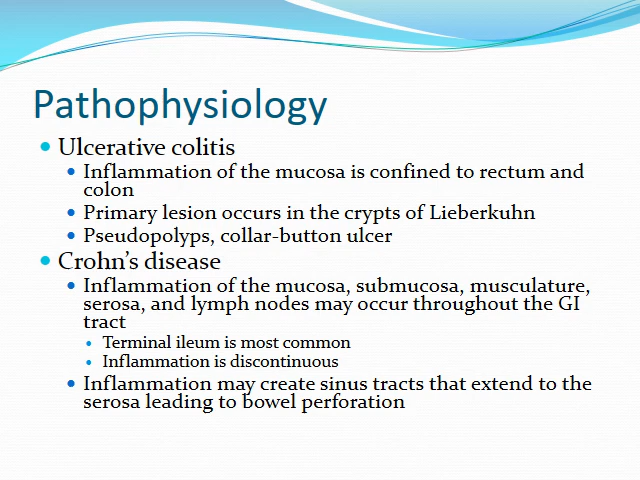 Pathophysiology
Ulcerative colitis
Inflammation of the mucosa is confined to rectum and
colon
Primary lesion occurs in the crypts of Lieberkuhn
Pseudopolyps, collar-button ulcer
Crohn’s disease
Inflammation of the mucosa, submucosa, musculature,
serosa, and lymph nodes may occur throughout the GI
tract
Terminal ileum is most common
Inflammation is discontinuous
Inflammation may create sinus tracts that extend to the
serosa leading to bowel perforation